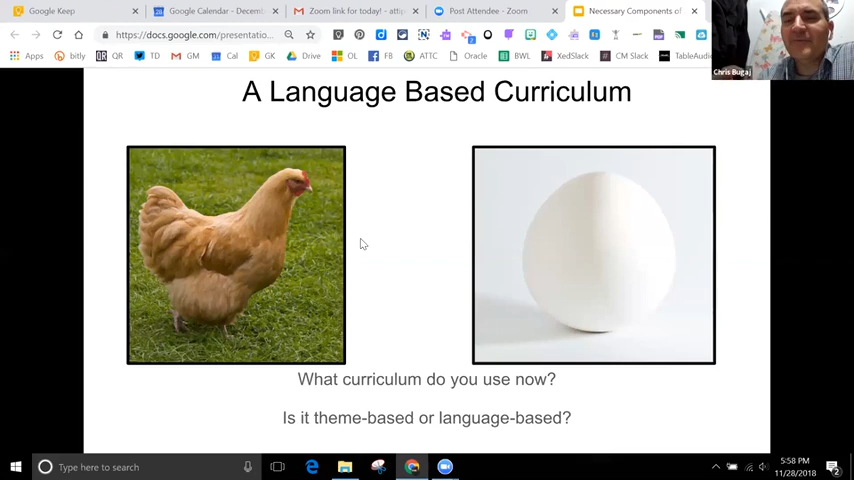 Google Keep
Google Calendar - Decemb
Zoom link for today! - attip
Post Attendee - Zoom
Necessary Components of
https://docs.google.com/presentatio...
Apps
bitly
QR
TD
GM
Cal
GK
Drive
OL
FB
ATTC
Oracle
BWL
XedSlack
CM Slack
TableAudio
Chris Bugaj
A Language Based Curriculum
What curriculum do you use now?
Is it theme-based or language-based?
Type here to search
5:58 PM
11/28/2018